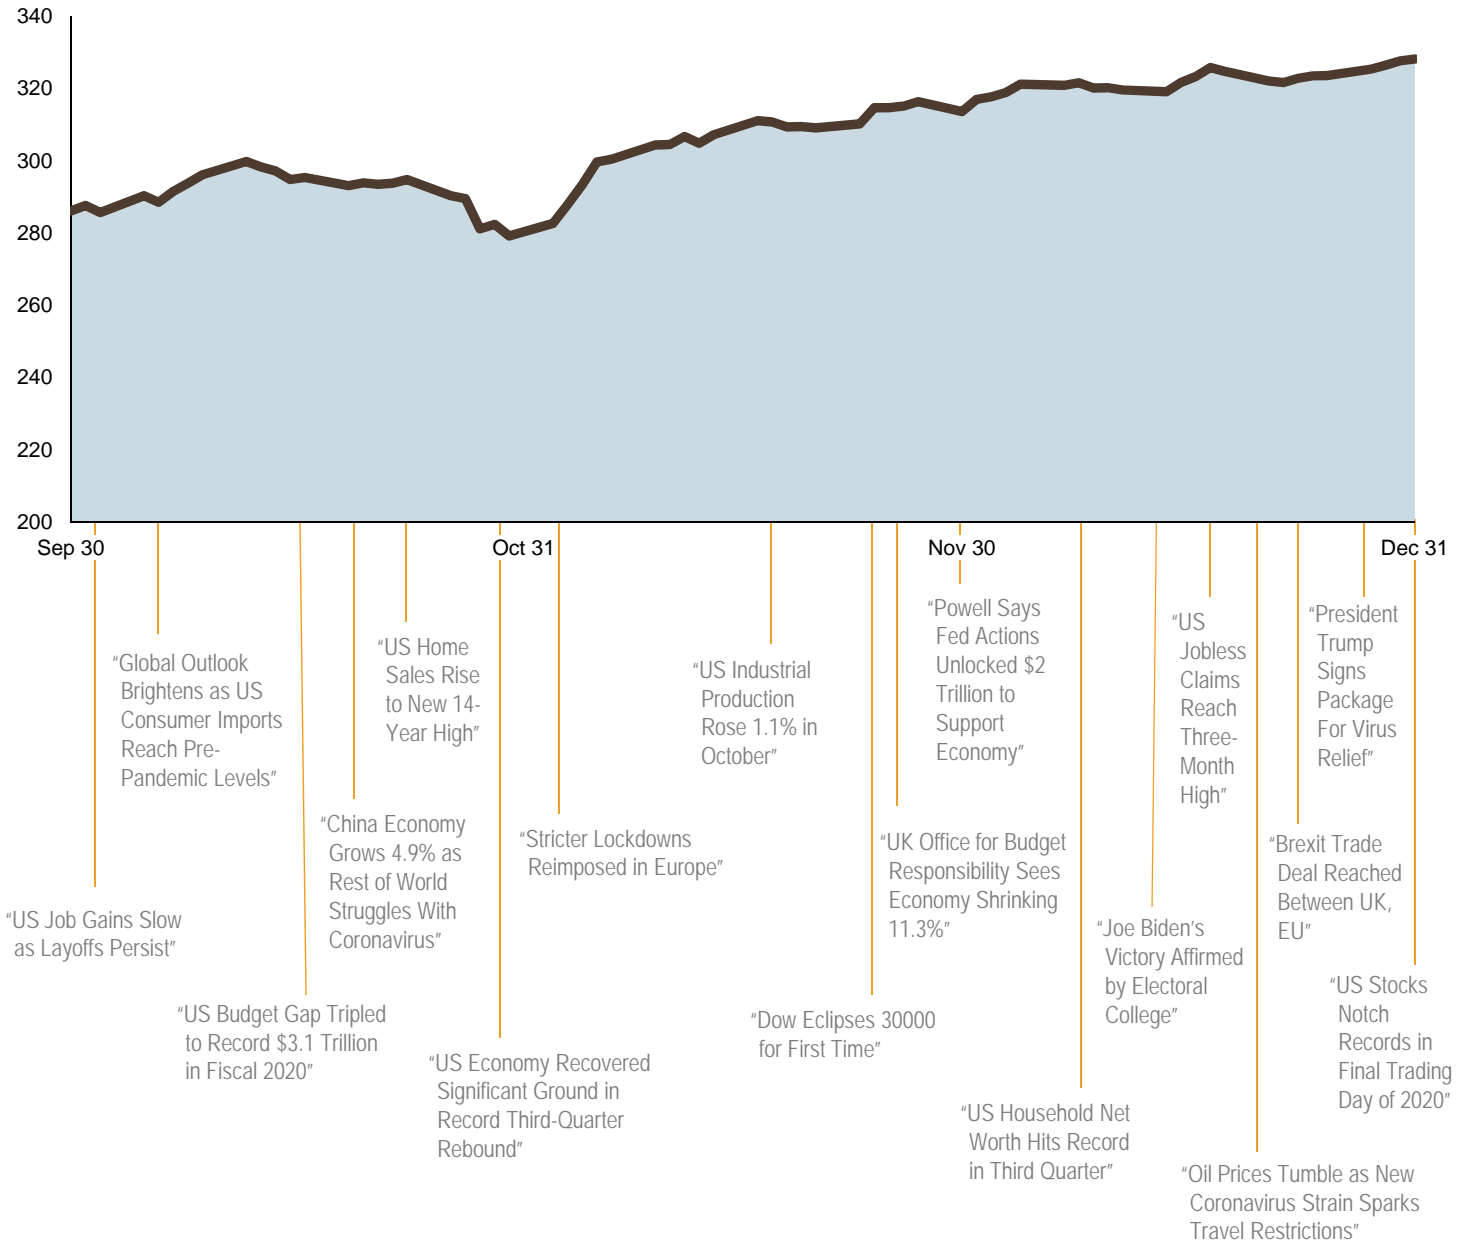 340
320
300
280
260
240
220
200
Sep 30
Oct 31
Nov 30
Dec 31
“Global Outlook
Brightens as US
Consumer Imports
Reach Pre-
Pandemic Levels”
“US Home
Sales Rise
to New 14-
Year High”
“US Industrial
Production
Rose 1.1% in
October”
“Powell Says
Fed Actions
Unlocked $2
Trillion to
Support
Economy”
“US
Jobless
Claims
Reach
Three-
Month
High”
“President
Trump
Signs
Package
For Virus
Relief”
“China Economy
Grows 4.9% as
Rest of World
Struggles With
Coronavirus”
“Stricter Lockdowns
Reimposed in Europe”
“UK Office for Budget
Responsibility Sees
Economy Shrinking
11.3%”
“Brexit Trade
Deal Reached
Between UK,
EU”
“US Job Gains Slow
as Layoffs Persist”
“Joe Biden’s
Victory Affirmed
by Electoral
College”
“US Stocks
Notch
Records in
Final Trading
Day of 2020”
“US Budget Gap Tripled
to Record $3.1 Trillion
in Fiscal 2020”
“Dow Eclipses 30000
for First Time”
“US Economy Recovered
Significant Ground in
Record Third-Quarter
Rebound”
“US Household Net
Worth Hits Record
in Third Quarter”
“Oil Prices Tumble as New
Coronavirus Strain Sparks
Travel Restrictions”